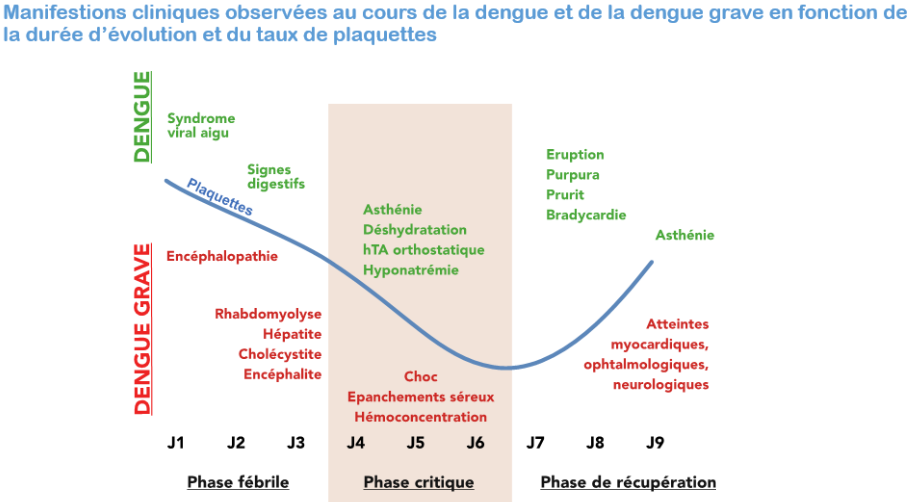 Manifestions cliniques observées au cours de la dengue et de la dengue grave en fonction de
la durée d’évolution et du taux de plaquettes
DENGUE
Syndrome
viral aigu
Signes
digestifs
Plaquettes
Asthénie
Déshydratation
hTA orthostatique
Hyponatrémie
Eruption
Purpura
Prurit
Bradycardie
Asthénie
DENGUE GRAVE
Encéphalopathie
Rhabdomyolyse
Hépatite
Cholécystite
Encéphalite
Choc
Epanchements séreux
Hémoconcentration
Atteintes
myocardiques,
ophtalmologiques,
neurologiques
J1 J2 J3 J4 J5 J6 J7 J8 J9
Phase fébrile Phase critique Phase de récupération